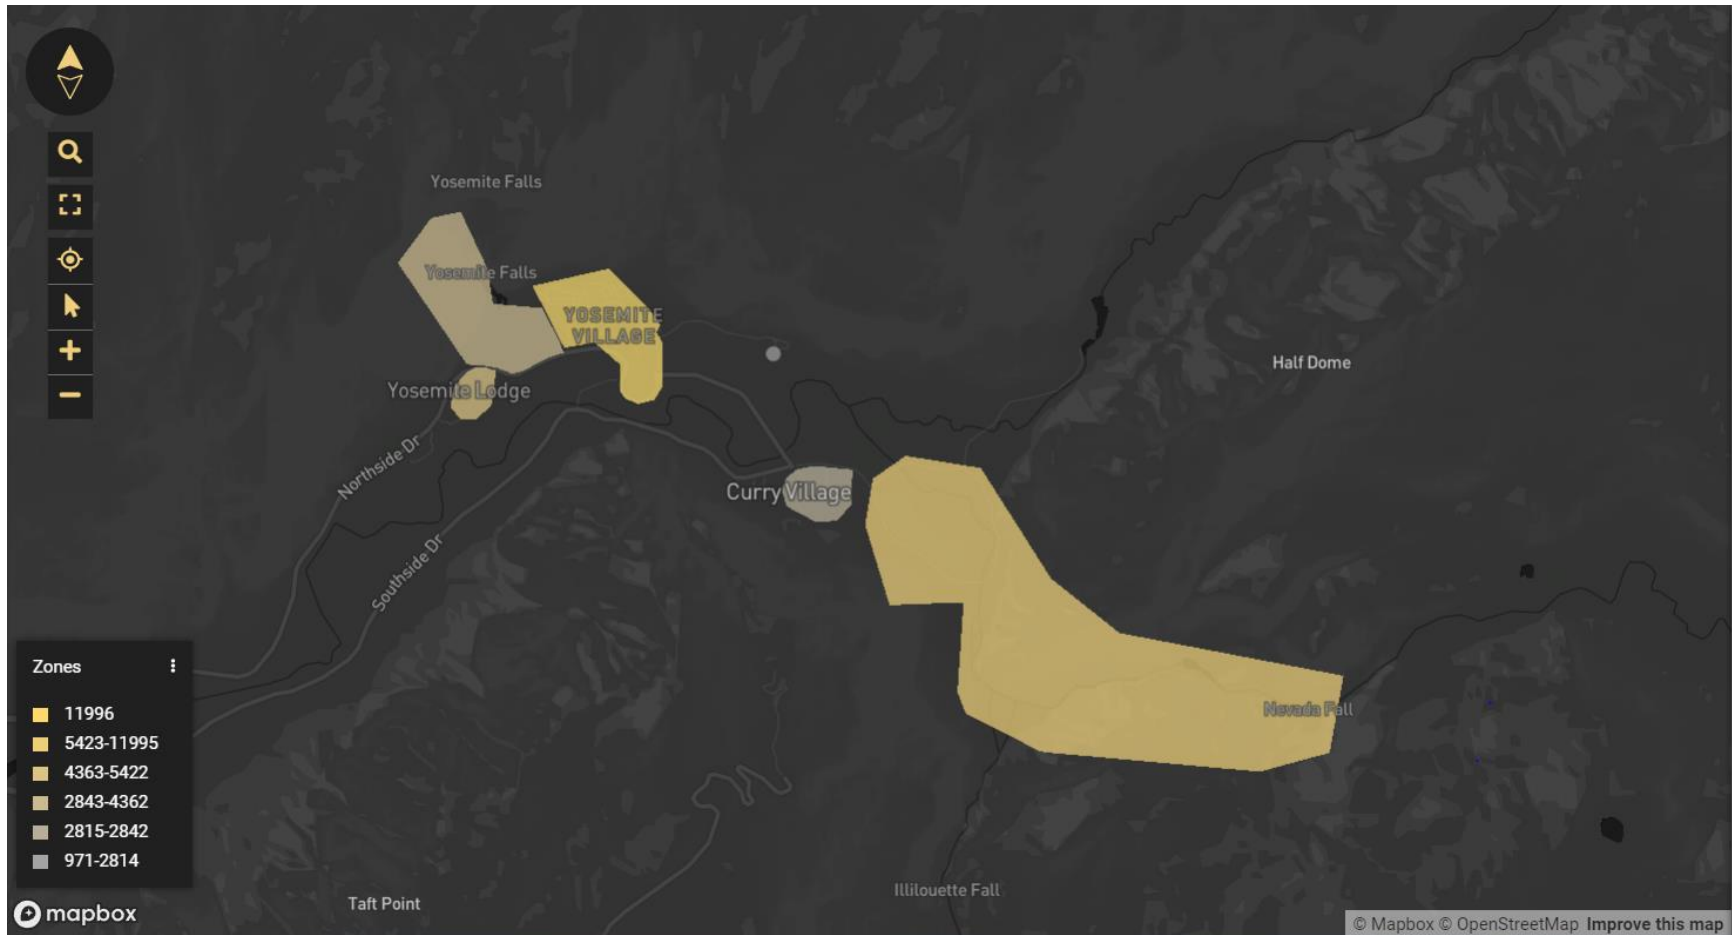 Yosemite Falls
Yosemite Falls
YOSEMITE
VILLAGE
Half Dome
Yosemite Lodge
Northside Dr
Curry Village
Southside Dr
Zones
11996
5423-11995
4363-5422
2843-4362
2815-2842
971-2814
Nevada Fall
Illilouette Fall
Taft Point
mapbox
© Mapbox © OpenStreetMap Improve this map